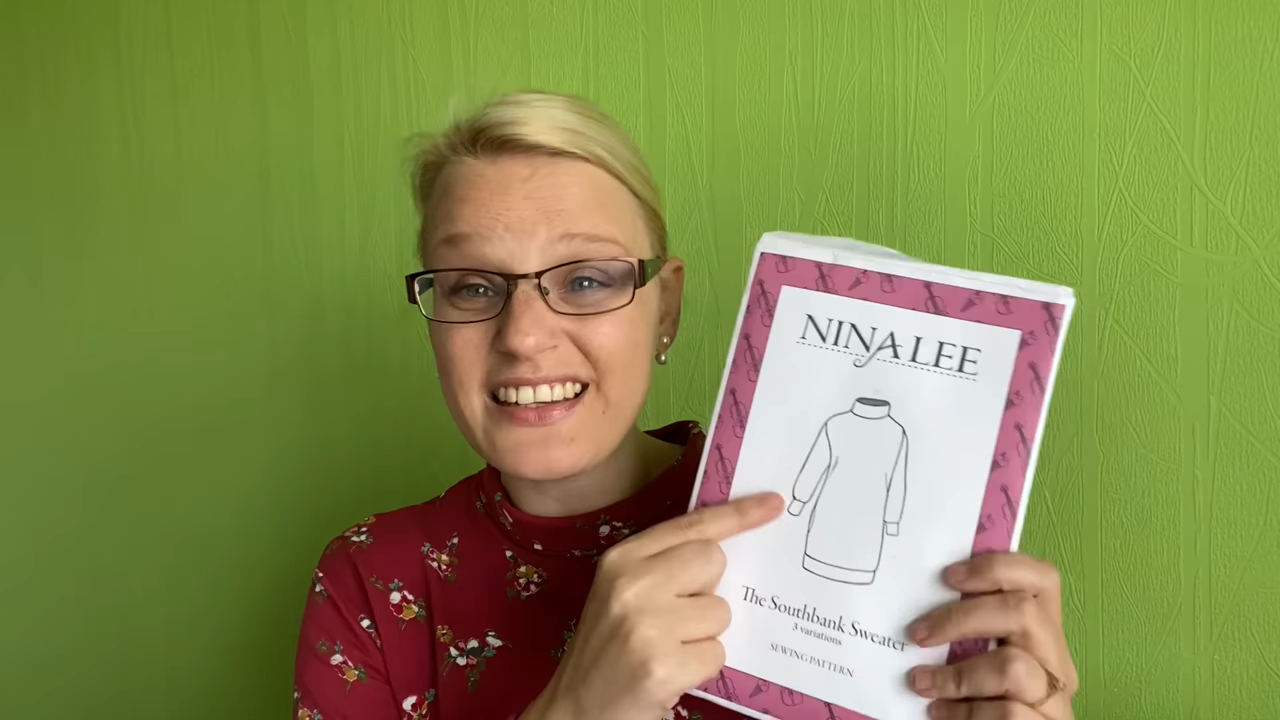 NINA LEE
The Southbank Sweater
3 variations
SEWING PATTERN